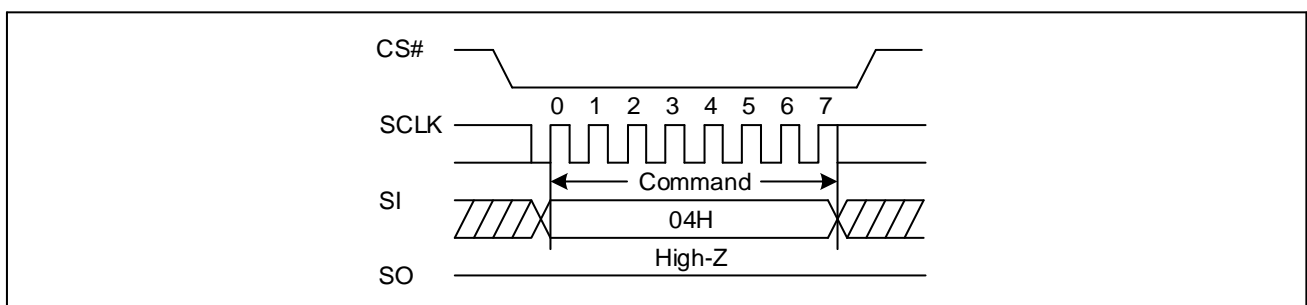 CS#
0 1 2 3 4 5 6 7
SCLK
Command
SI
04H
High-Z
SO